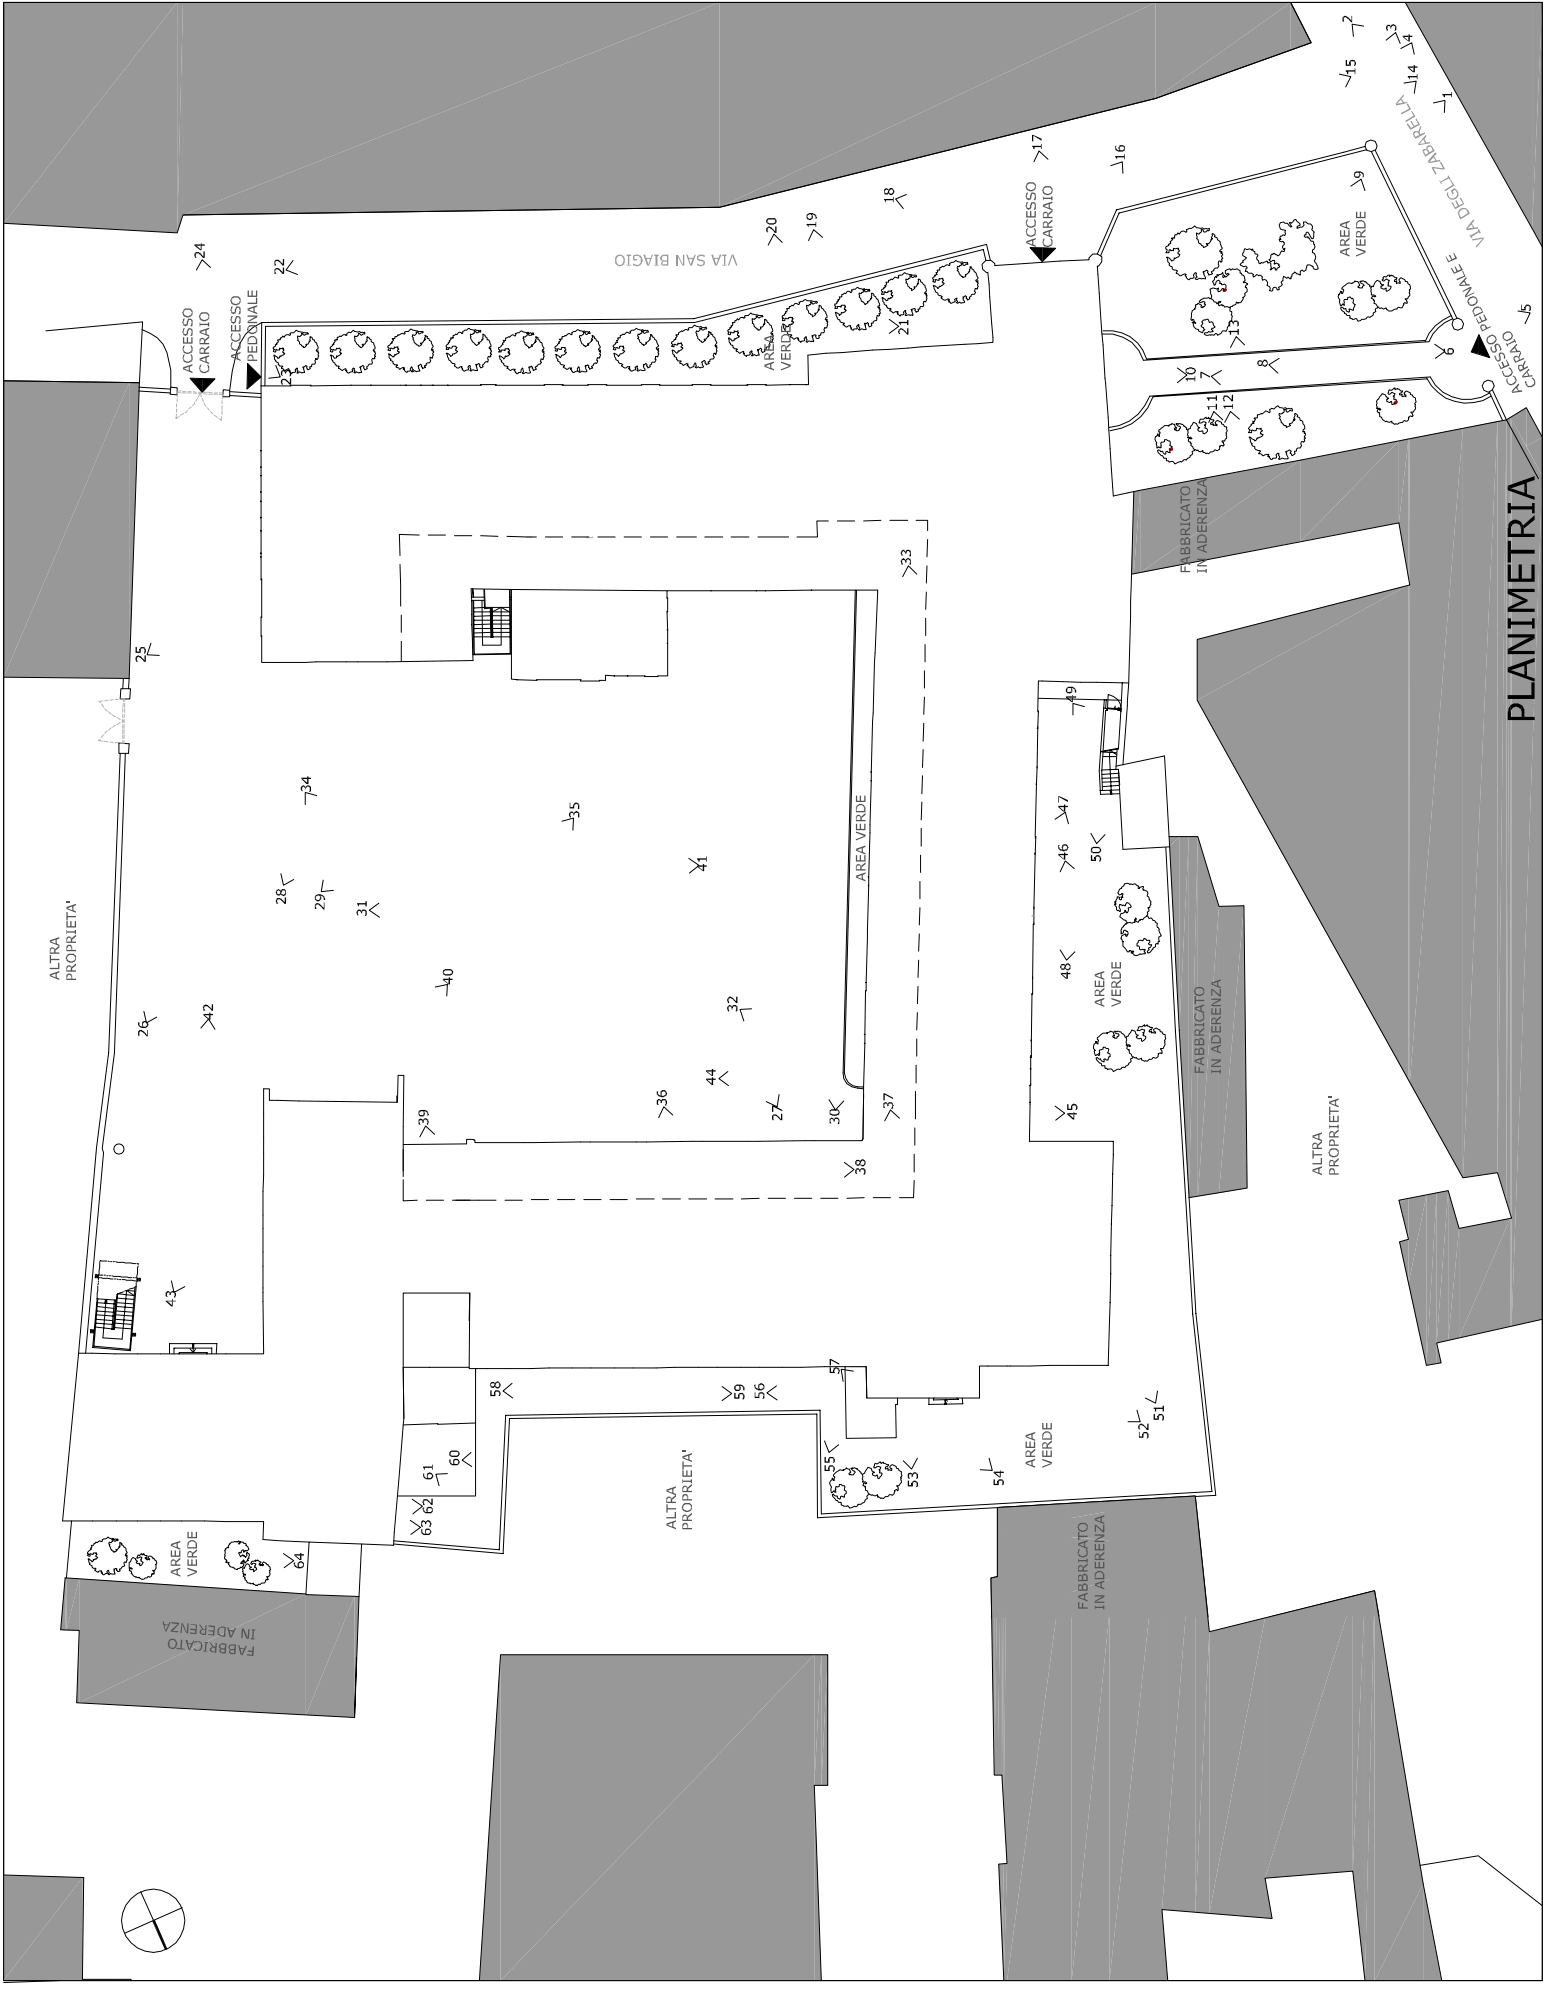 PLANIMETRIA
VIA DEGLI ZABARELLA
VIA SAN BIAGIO
ACCESSO
CARRAIO
ACCESSO
PEDONALE
ACCESSO
CARRAIO
ACCESSO PEDONALE E
CARRAIO
AREA
VERDE
AREA
VERDE
AREA VERDE
AREA
VERDE
AREA
VERDE
AREA
VERDE
ALTRA
PROPRIETA'
ALTRA
PROPRIETA'
ALTRA
PROPRIETA'
FABBRICATO
IN ADERENZA
FABBRICATO
IN ADERENZA
FABBRICATO
IN ADERENZA
FABBRICATO
IN ADERENZA
1
2
3
4
5
6
7
8
9
10
11
12
13
14
15
16
17
18
19
20
21
22
23
24
25
26
27
28
29
30
31
32
33
34
35
36
37
38
39
40
41
42
43
44
45
46
47
48
49
50
51
52
53
54
55
56
57
58
59
60
61
62
63
64